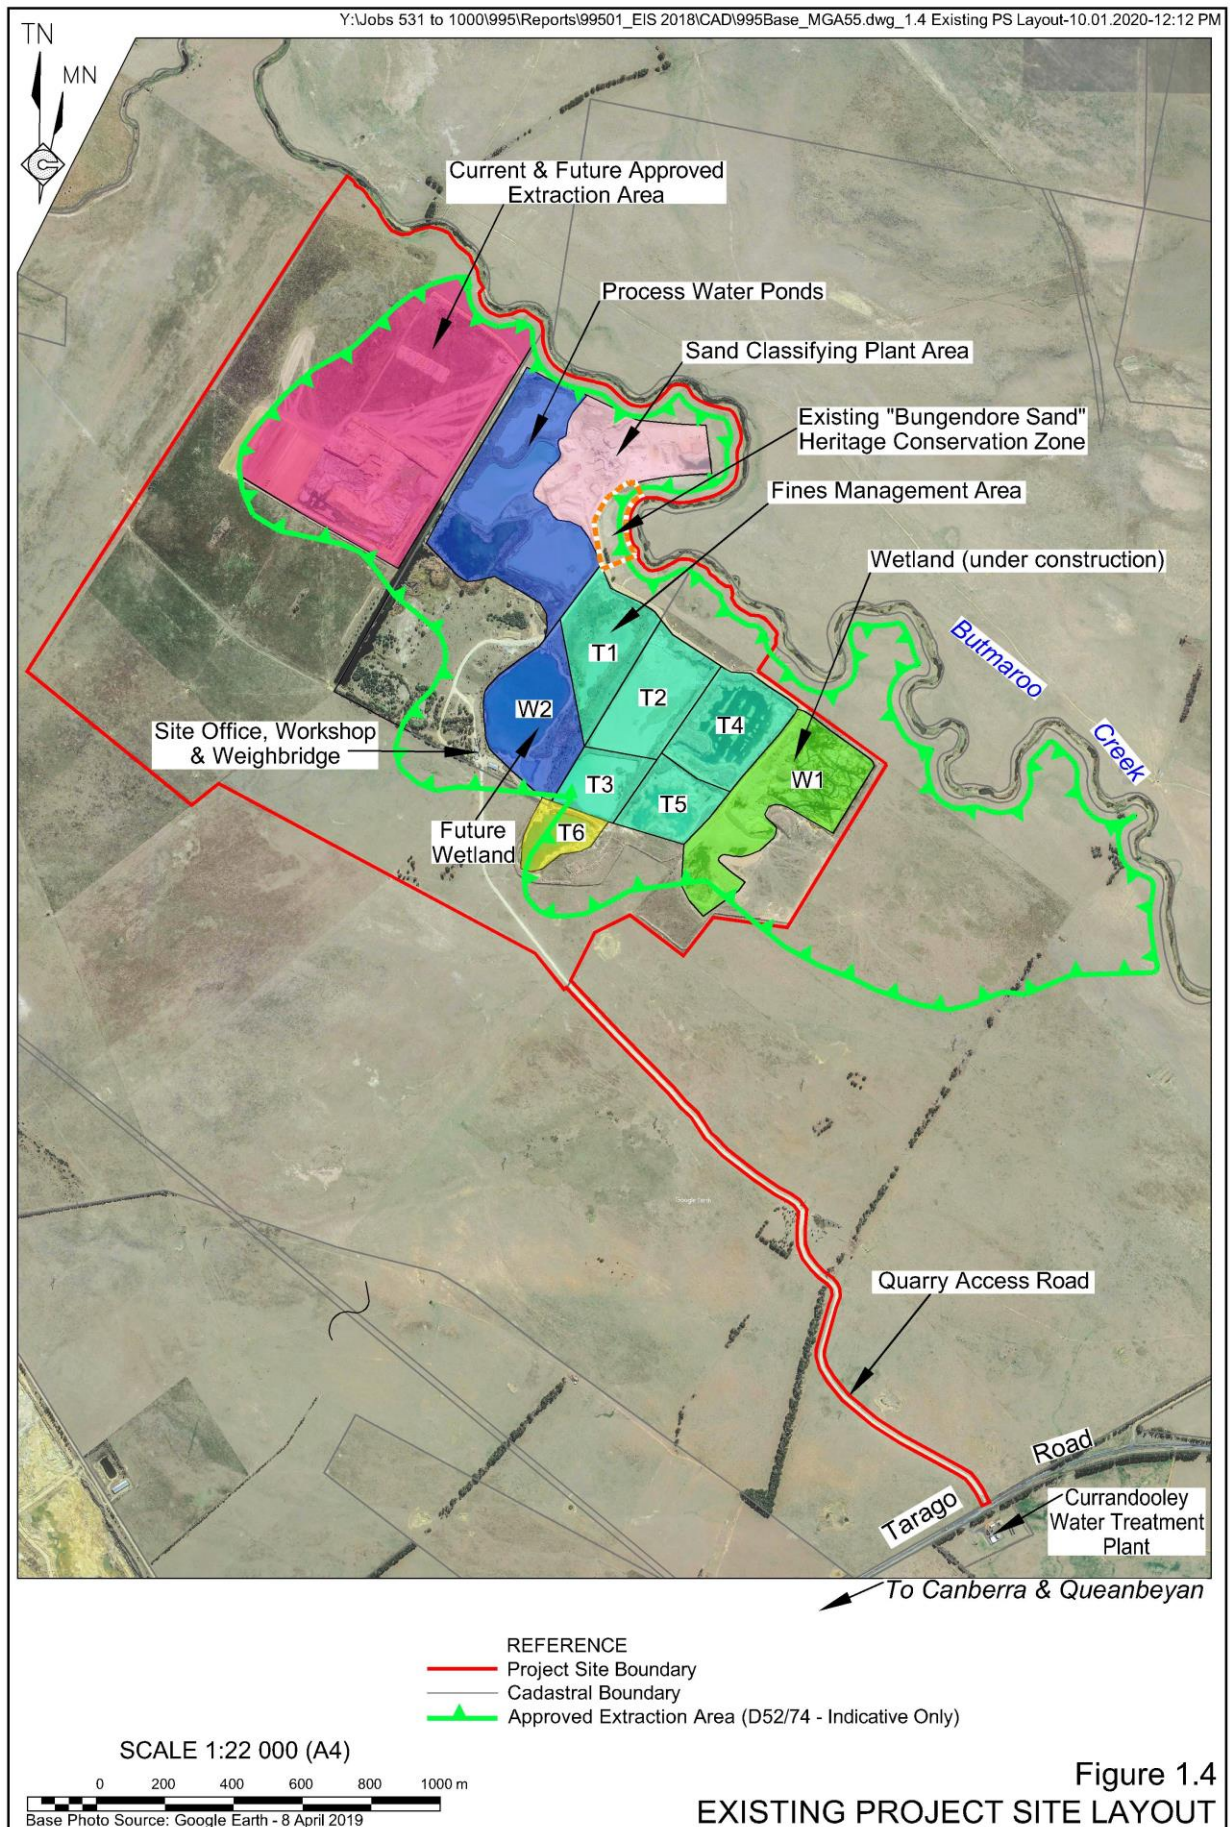 Y:\Jobs 531 to 1000\995\Reports\99501_EIS 2018\CAD\995Base_MGA55.dwg_1.4 Existing PS Layout-10.01.2020-12:12 PM
TN
MN
Current & Future Approved
Extraction Area
Process Water Ponds
Sand Classifying Plant Area
Existing "Bungendore Sand"
Heritage Conservation Zone
Fines Management Area
Wetland (under construction)
Butmaroo
Creek
T1
T2
W2
T4
Site Office, Workshop
& Weighbridge
T3
T5
W1
T6
Future
Wetland
Google Earth
Quarry Access Road
Tarago
Road
Currandooley
Water Treatment
Plant
To Canberra & Queanbeyan
REFERENCE
Project Site Boundary
Cadastral Boundary
Approved Extraction Area (D52/74 - Indicative Only)
SCALE 1:22 000 (A4)
0 200 400 600 800 1000 m
Base Photo Source: Google Earth - 8 April 2019
Figure 1.4
EXISTING PROJECT SITE LAYOUT